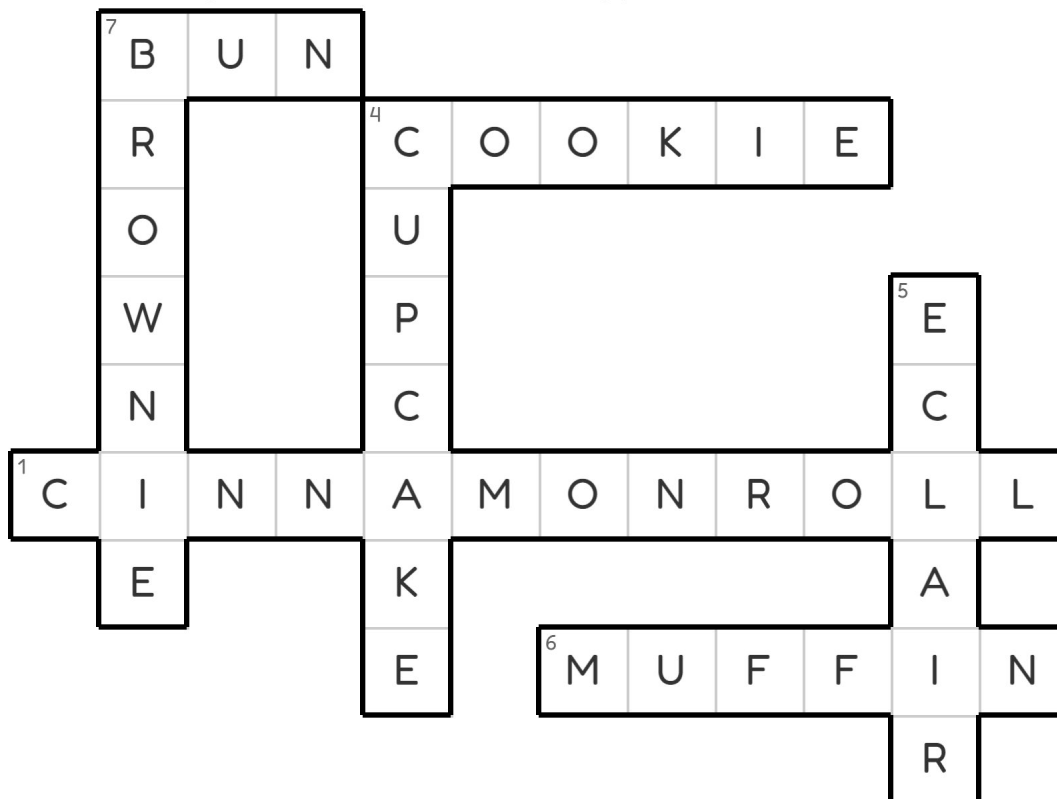 7 B U N
R 4 C O O K I E
O U
W P 5 E
N C C
1 C I N N A M O N R O L L
E K A
E 6 M U F F I N
R